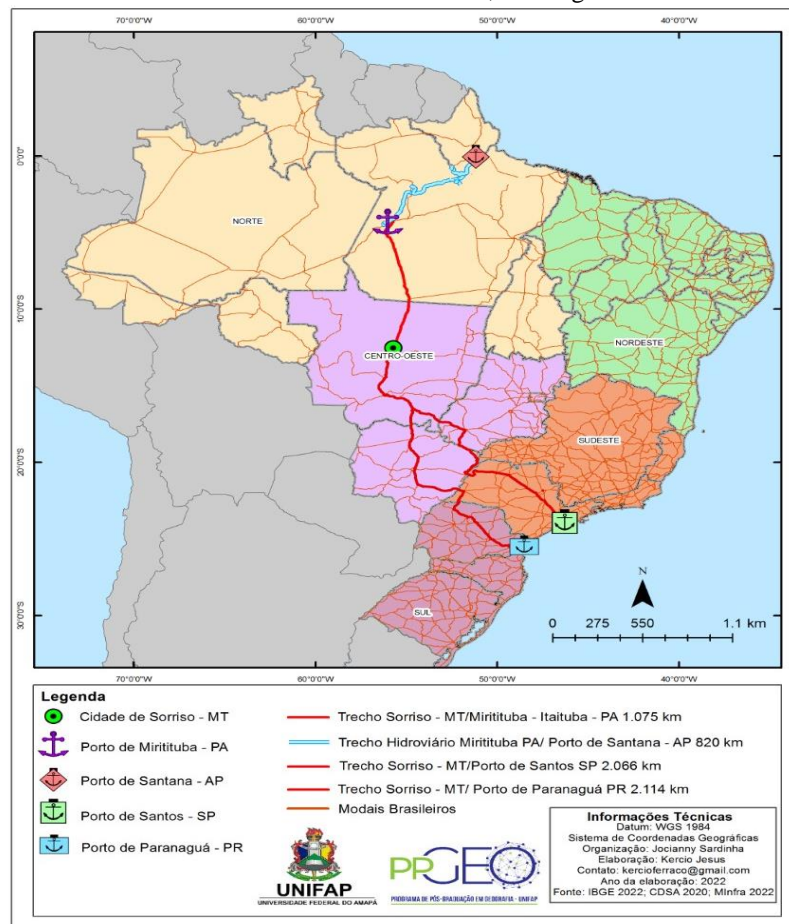 70°0'0"W 60°0'0"W 50°0'0"W 40°0'0"W
0°0'0"
10°0'0"S
20°0'0"S
30°0'0"S
NORTE
NORDESTE
CENTRO-OESTE
SUDESTE
SUL
N
0 275 550 1.1 km
70°0'0"W 60°0'0"W 50°0'0"W 40°0'0"W
Legenda
Cidade de Sorriso - MT
Porto de Miritituba - PA
Porto de Santana - AP
Porto de Santos - SP
Porto de Paranaguá - PR
Trecho Sorriso - MT/Miritituba - Itaituba - PA 1.075 km
Trecho Hidroviário Miritituba PA/ Porto de Santana - AP 820 km
Trecho Sorriso - MT/Porto de Santos SP 2.066 km
Trecho Sorriso - MT/ Porto de Paranaguá PR 2.114 km
Modais Brasileiros
UNIFAP
UNIVERSIDADE FEDERAL DO AMAPÁ
PPGEO
PROGRAMA DE PÓS-GRADUAÇÃO EM GEOGRAFIA - UNIFAP
Informações Técnicas
Datum: WGS 1984
Sistema de Coordenadas Geográficas
Organização: Jocianny Sardinha
Elaboração: Kercio Jesus
Contato: kercioferraco@gmail.com
Ano da elaboração: 2022
Fonte: IBGE 2022; CDSA 2020; MInfra 2022